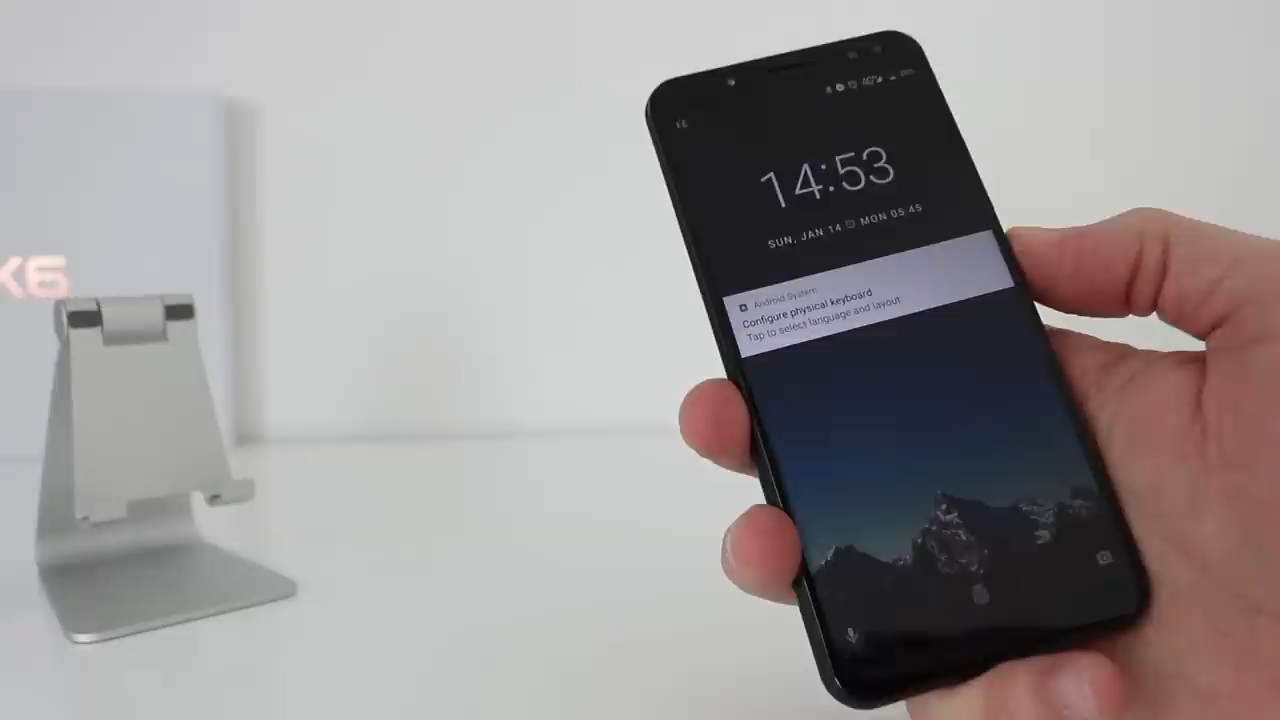 K6
14:53
SUN, JAN 14 MON 05:45
Android System
Configure physical keyboard
Tap to select language and layout